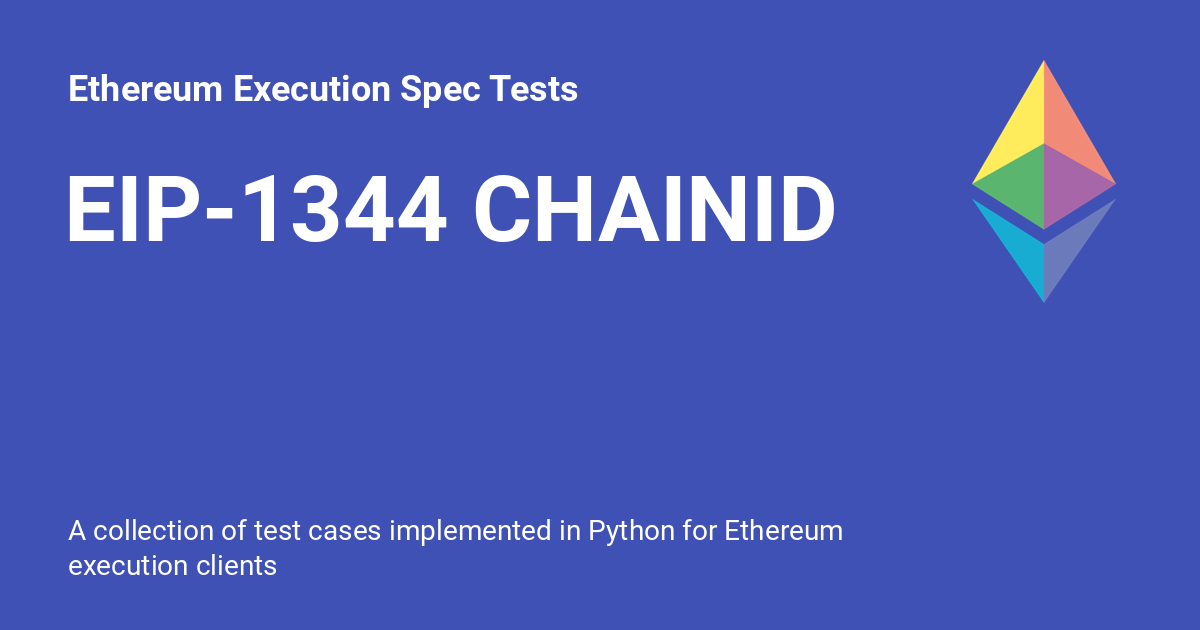 Ethereum Execution Spec Tests
EIP-1344 CHAINID
A collection of test cases implemented in Python for Ethereum
execution clients